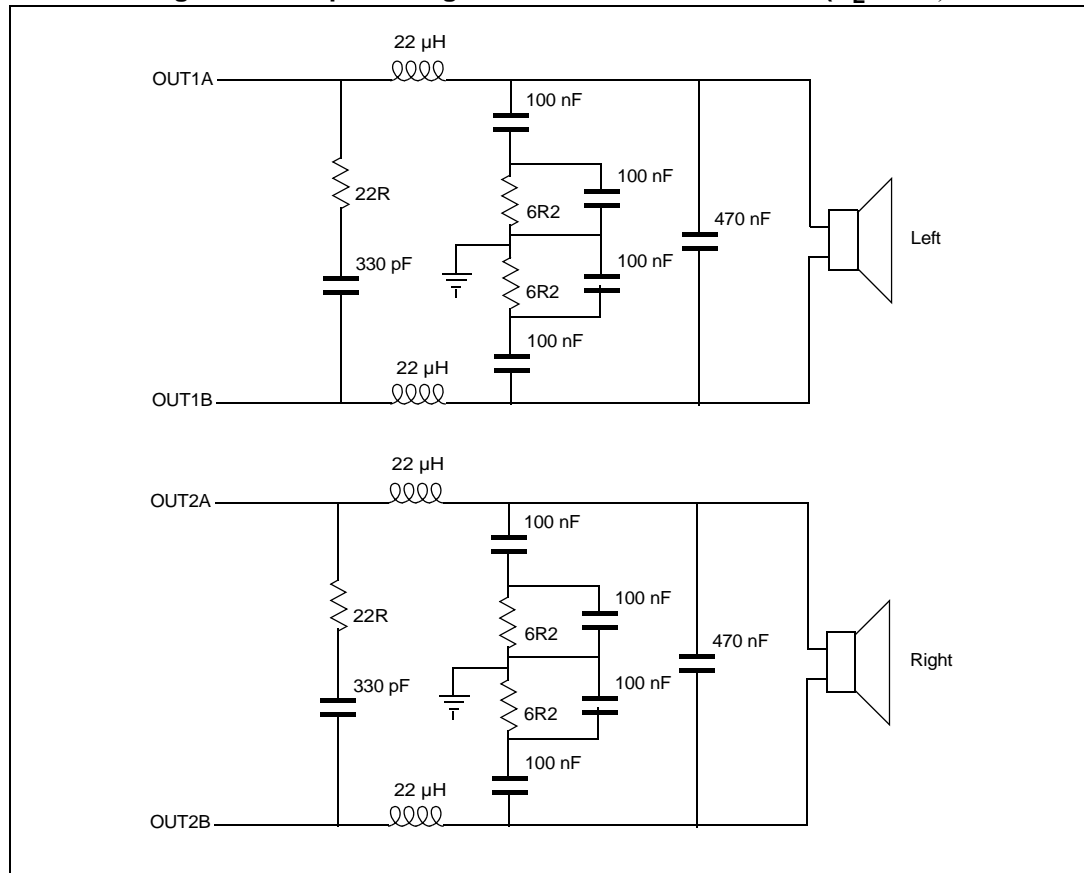 22 µH
OUT1A
100 nF
100 nF
22R
6R2
470 nF
Left
330 pF
100 nF
6R2
100 nF
22 µH
OUT1B
22 µH
OUT2A
100 nF
100 nF
22R
6R2
470 nF
Right
330 pF
100 nF
6R2
100 nF
22 µH
OUT2B